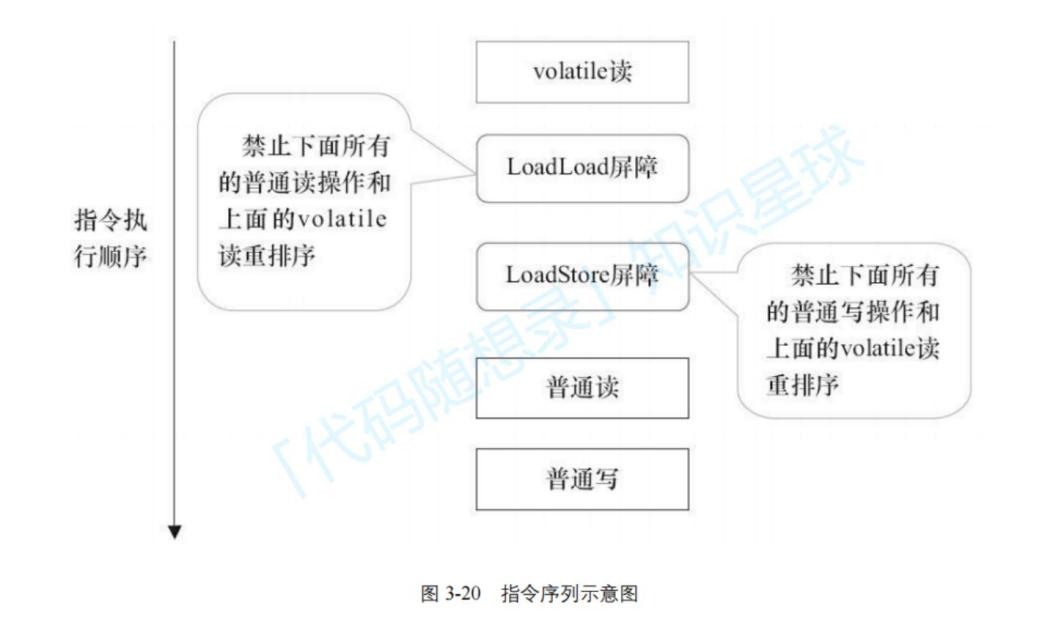 volatile读
禁止下面所有
的普通读操作和
上面的volatile
读重排序
LoadLoad屏障
指令执
行顺序
LoadStore屏障
禁止下面所有
的普通写操作和
上面的volatile读
重排序
普通读
普通写
「代码随想录」知识星球
图 3-20 指令序列示意图